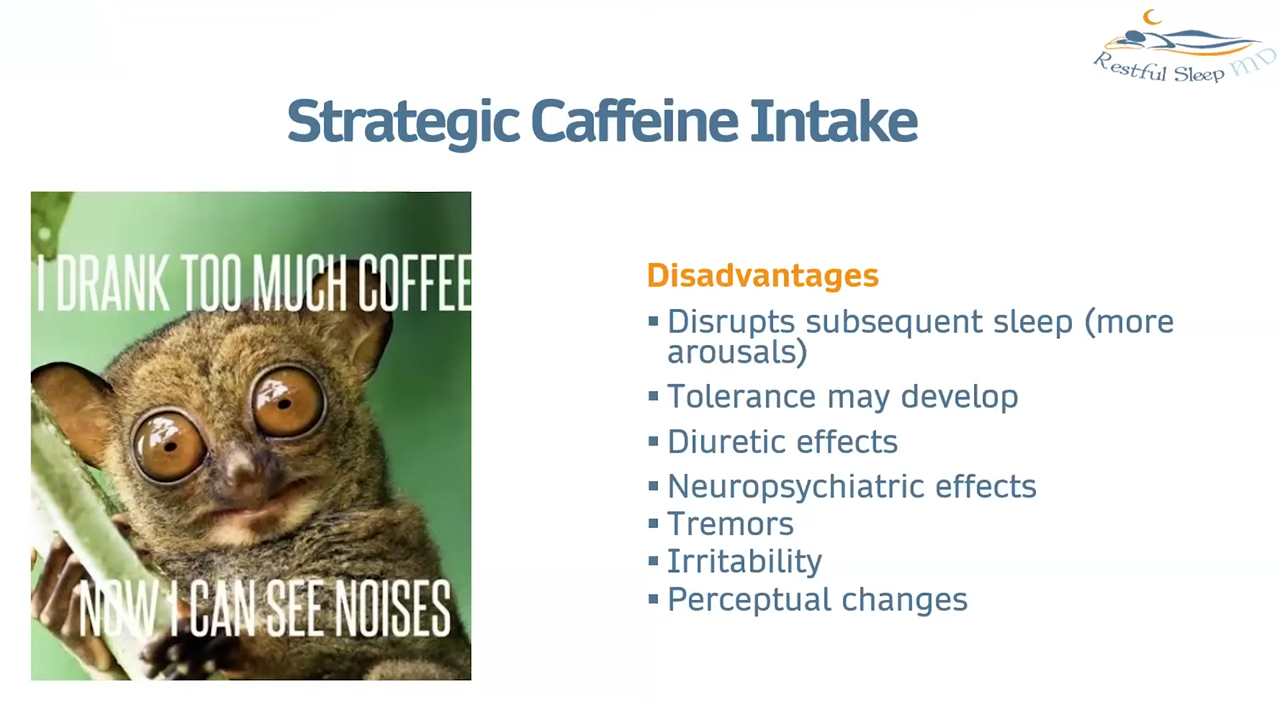 Restful Sleep MD
Strategic Caffeine Intake
I DRANK TOO MUCH COFFEE
NOW I CAN SEE NOISES
Disadvantages
▪ Disrupts subsequent sleep (more
arousals)
▪ Tolerance may develop
▪ Diuretic effects
▪ Neuropsychiatric effects
▪ Tremors
▪ Irritability
▪ Perceptual changes